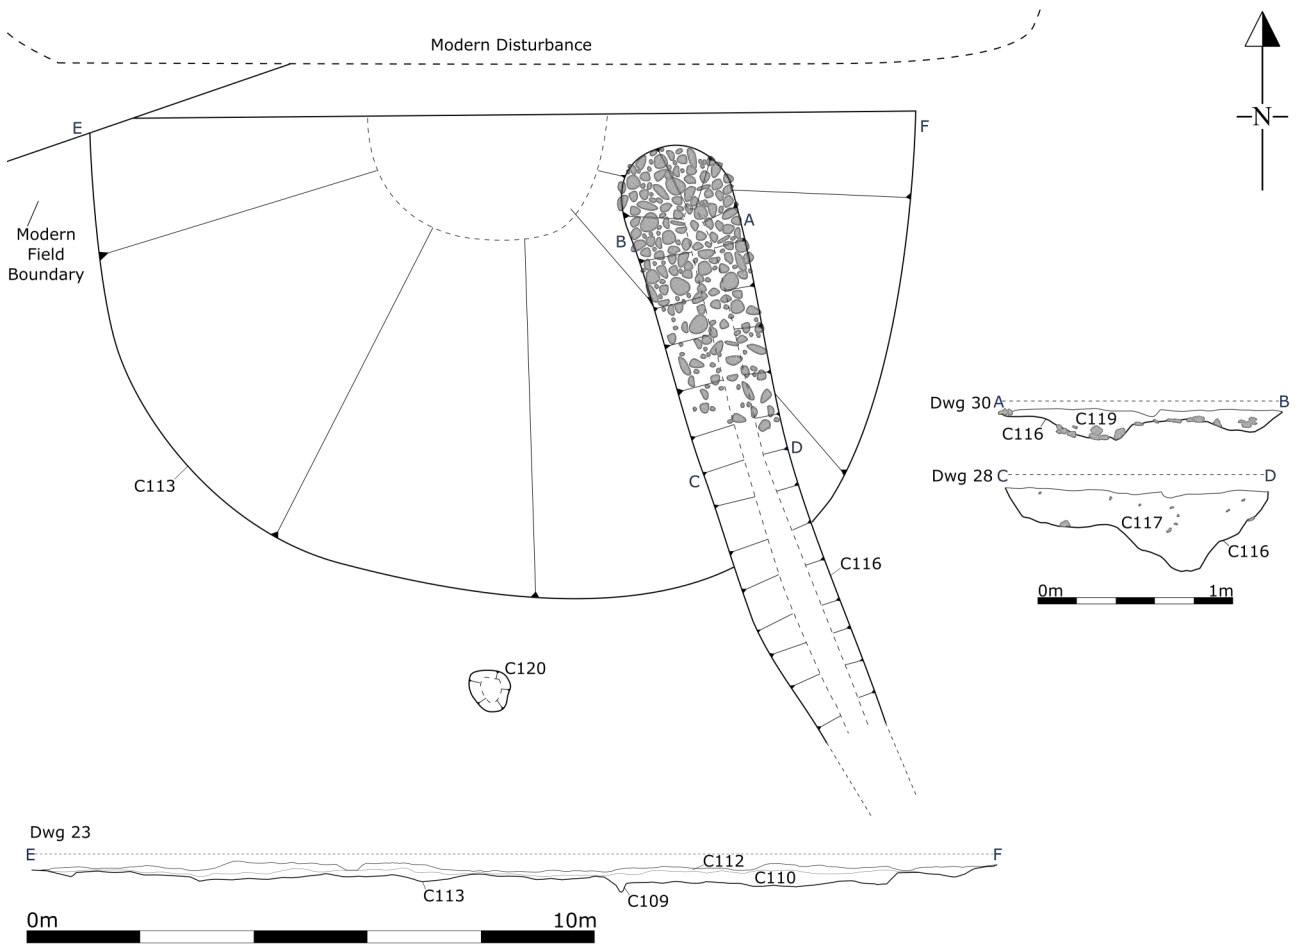 Modern Disturbance
E
F
N
Modern
Field
Boundary
A
B
Dwg 30 A
B
C119
C116
D
C
Dwg 28 C
D
C113
C117
C116
C116
0m
1m
C120
Dwg 23
E
F
C112
C110
C113
C109
0m
10m